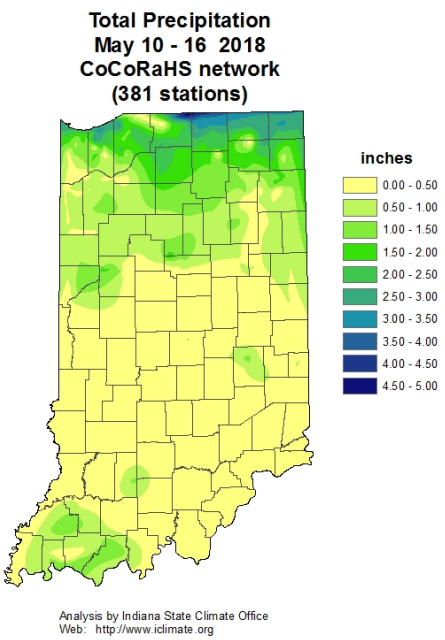 Total Precipitation
May 10 - 16 2018
CoCoRaHS network
(381 stations)
inches
0.00 - 0.50
0.50 - 1.00
1.00 - 1.50
1.50 - 2.00
2.00 - 2.50
2.50 - 3.00
3.00 - 3.50
3.50 - 4.00
4.00 - 4.50
4.50 - 5.00
Analysis by Indiana State Climate Office
Web: http://www.iclimate.org